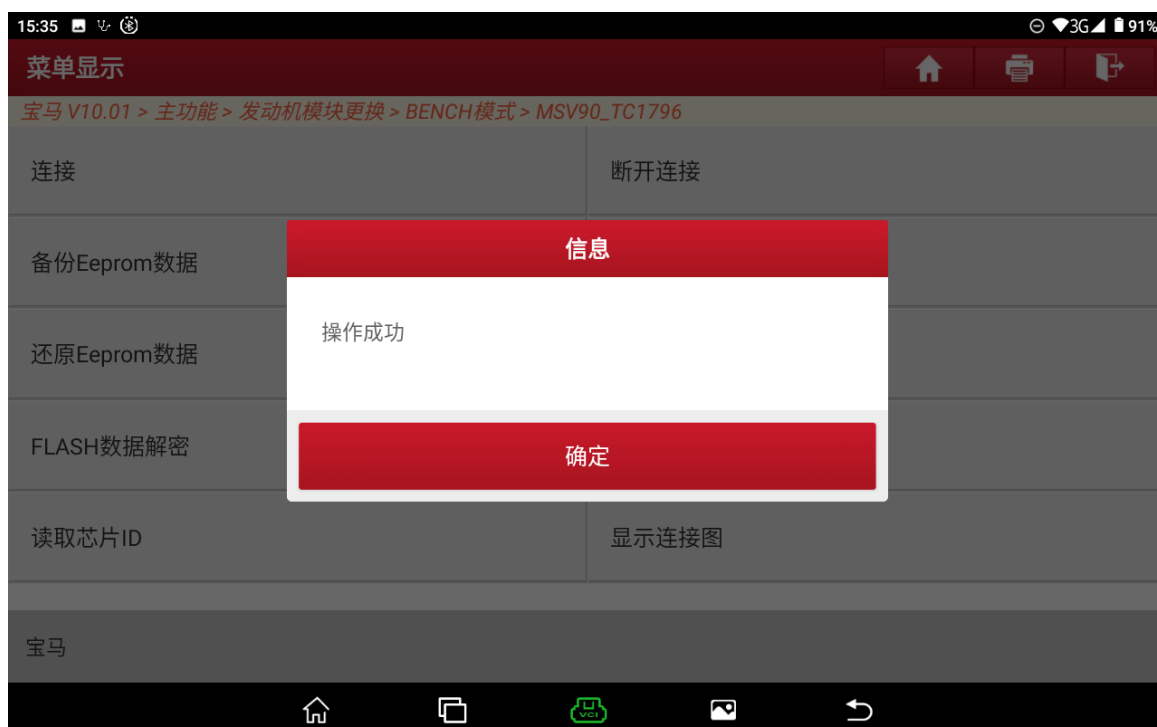 15:35
3G 91%
菜单显示
宝马 V10.01 > 主功能 > 发动机模块更换 > BENCH模式 > MSV90_TC1796
连接
断开连接
备份Eeprom数据
信息
操作成功
还原Eeprom数据
FLASH数据解密
确定
读取芯片ID
显示连接图
宝马
VCI